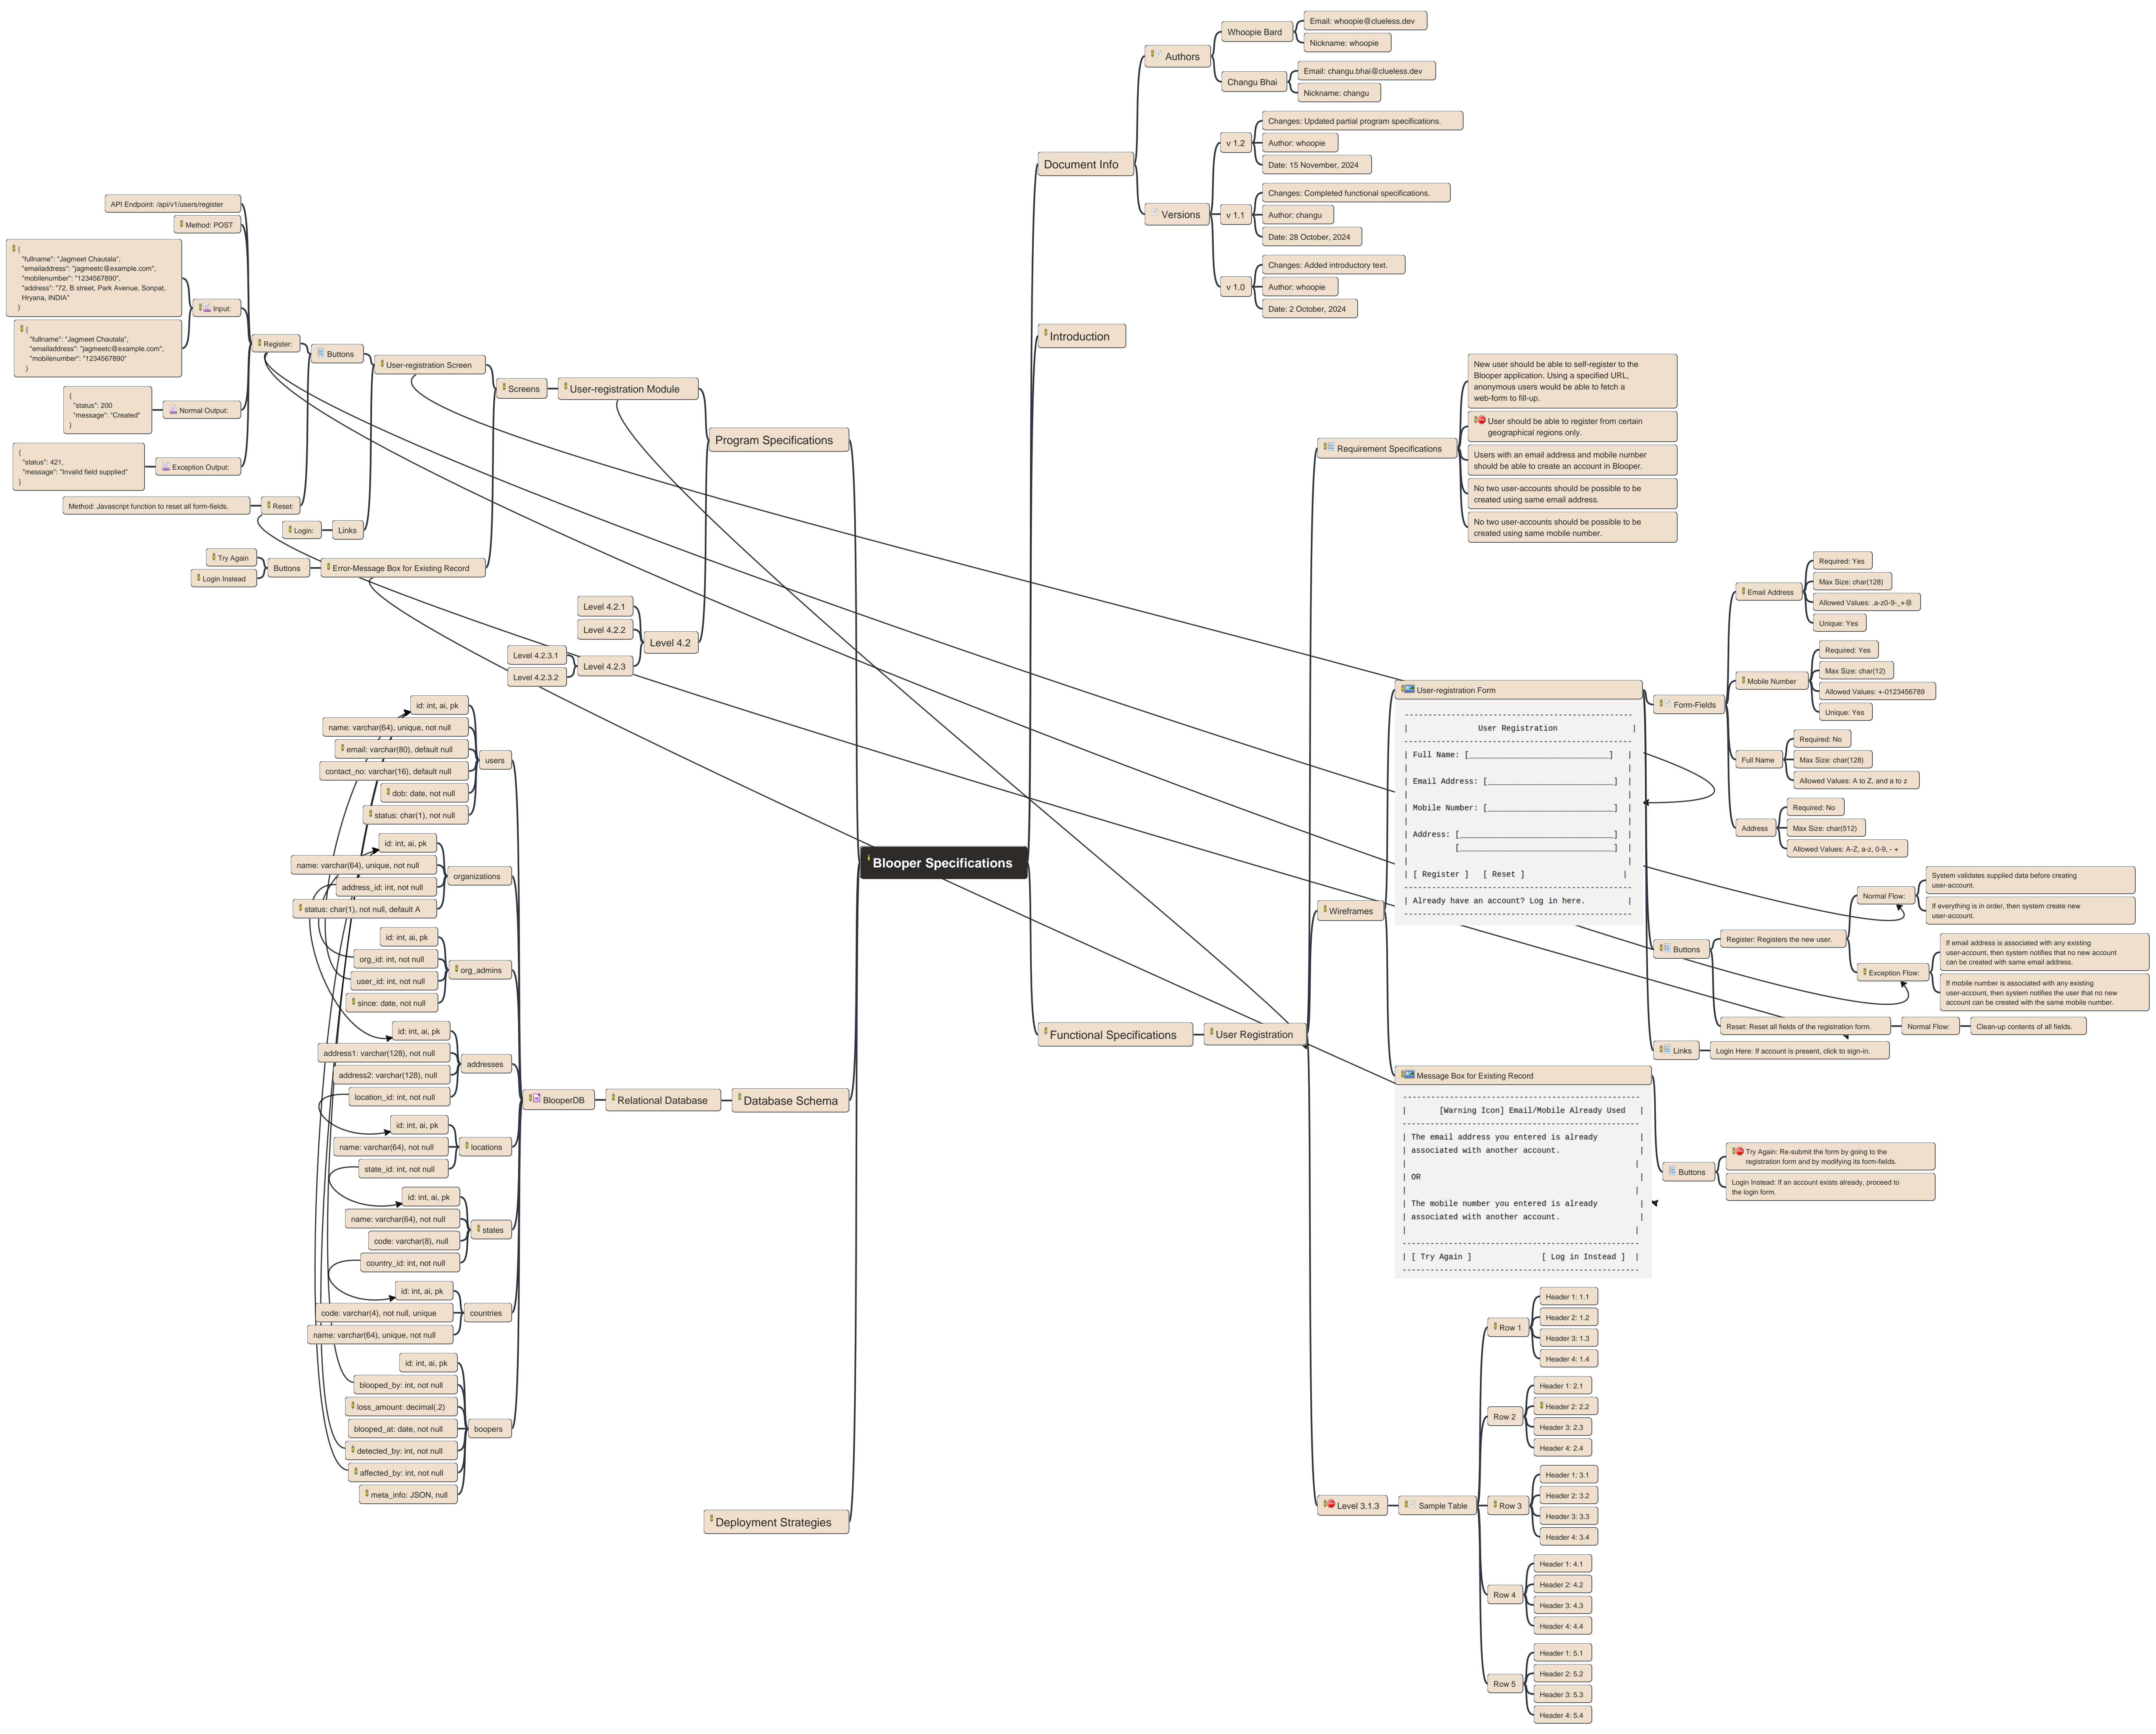 Blooper Specifications
Document Info
Authors
Whoopie Bard
Email: whoopie@clueless.dev
Nickname: whoopie
Changu Bhai
Email: changu.bhai@clueless.dev
Nickname: changu
Versions
v 1.2
Changes: Updated partial program specifications.
Author: whoopie
Date: 15 November, 2024
v 1.1
Changes: Completed functional specifications.
Author: changu
Date: 28 October, 2024
v 1.0
Changes: Added introductory text.
Author: whoopie
Date: 2 October, 2024
Introduction
Functional Specifications
User Registration
Requirement Specifications
New user should be able to self-register to the
Blooper application. Using a specified URL,
anonymous users would be able to fetch a
web-form to fill-up.
User should be able to register from certain
geographical regions only.
Users with an email address and mobile number
should be able to create an account in Blooper.
No two user-accounts should be possible to be
created using same email address.
No two user-accounts should be possible to be
created using same mobile number.
Wireframes
User-registration Form
-------------------------------------------------
|               User Registration                |
-------------------------------------------------
| Full Name: [______________________________]   |
|                                               |
| Email Address: [___________________________]  |
|                                               |
| Mobile Number: [___________________________]  |
|                                               |
| Address: [_________________________________]  |
|          [_________________________________]  |
|                                               |
| [ Register ]   [ Reset ]                     |
-------------------------------------------------
| Already have an account? Log in here.         |
-------------------------------------------------
Form-Fields
Email Address
Required: Yes
Max Size: char(128)
Allowed Values: .a-z0-9-_+@
Unique: Yes
Mobile Number
Required: Yes
Max Size: char(12)
Allowed Values: +-0123456789
Unique: Yes
Full Name
Required: No
Max Size: char(128)
Allowed Values: A to Z, and a to z
Address
Required: No
Max Size: char(512)
Allowed Values: A-Z, a-z, 0-9, - +
Buttons
Register: Registers the new user.
Normal Flow:
System validates supplied data before creating
user-account.
If everything is in order, then system create new
user-account.
Exception Flow:
If email address is associated with any existing
user-account, then system notifies that no new account
can be created with same email address.
If mobile number is associated with any existing
user-account, then system notifies the user that no new
account can be created with the same mobile number.
Reset: Reset all fields of the registration form.
Normal Flow:
Clean-up contents of all fields.
Links
Login Here: If account is present, click to sign-in.
Message Box for Existing Record
---------------------------------------------------
|       [Warning Icon] Email/Mobile Already Used   |
---------------------------------------------------
| The email address you entered is already         |
| associated with another account.                 |
|                                                 |
| OR                                               |
|                                                 |
| The mobile number you entered is already         |
| associated with another account.                 |
|                                                 |
---------------------------------------------------
| [ Try Again ]               [ Log in Instead ]  |
---------------------------------------------------
Buttons
Try Again: Re-submit the form by going to the
registration form and by modifying its form-fields.
Login Instead: If an account exists already, proceed to
the login form.
Level 3.1.3
Sample Table
Row 1
Header 1: 1.1
Header 2: 1.2
Header 3: 1.3
Header 4: 1.4
Row 2
Header 1: 2.1
Header 2: 2.2
Header 3: 2.3
Header 4: 2.4
Row 3
Header 1: 3.1
Header 2: 3.2
Header 3: 3.3
Header 4: 3.4
Row 4
Header 1: 4.1
Header 2: 4.2
Header 3: 4.3
Header 4: 4.4
Row 5
Header 1: 5.1
Header 2: 5.2
Header 3: 5.3
Header 4: 5.4
Program Specifications
User-registration Module
Screens
User-registration Screen
Buttons
Register:
API Endpoint: /api/v1/users/register
Method: POST
Input:
{
"fullname": "Jagmeet Chautala",
"emailaddress": "jagmeetc@example.com",
"mobilenumber": "1234567890",
"address": "72, B street, Park Avenue, Sonpat,
Hryana, INDIA"
}
{
"fullname": "Jagmeet Chautala",
"emailaddress": "jagmeetc@example.com",
"mobilenumber": "1234567890"
}
Normal Output:
{
"status": 200
"message": "Created"
}
Exception Output:
{
"status": 421,
"message": "Invalid field supplied"
}
Reset:
Method: Javascript function to reset all form-fields.
Links
Login:
Error-Message Box for Existing Record
Buttons
Try Again
Login Instead
Level 4.2
Level 4.2.1
Level 4.2.2
Level 4.2.3
Level 4.2.3.1
Level 4.2.3.2
Database Schema
Relational Database
BlooperDB
users
id: int, ai, pk
name: varchar(64), unique, not null
email: varchar(80), default null
contact_no: varchar(16), default null
dob: date, not null
status: char(1), not null
organizations
id: int, ai, pk
name: varchar(64), unique, not null
address_id: int, not null
status: char(1), not null, default A
org_admins
id: int, ai, pk
org_id: int, not null
user_id: int, not null
since: date, not null
addresses
id: int, ai, pk
address1: varchar(128), not null
address2: varchar(128), null
location_id: int, not null
locations
id: int, ai, pk
name: varchar(64), not null
state_id: int, not null
states
id: int, ai, pk
name: varchar(64), not null
code: varchar(8), null
country_id: int, not null
countries
id: int, ai, pk
code: varchar(4), not null, unique
name: varchar(64), unique, not null
boopers
id: int, ai, pk
blooped_by: int, not null
loss_amount: decimal(.2)
blooped_at: date, not null
detected_by: int, not null
affected_by: int, not null
meta_info: JSON, null
Deployment Strategies